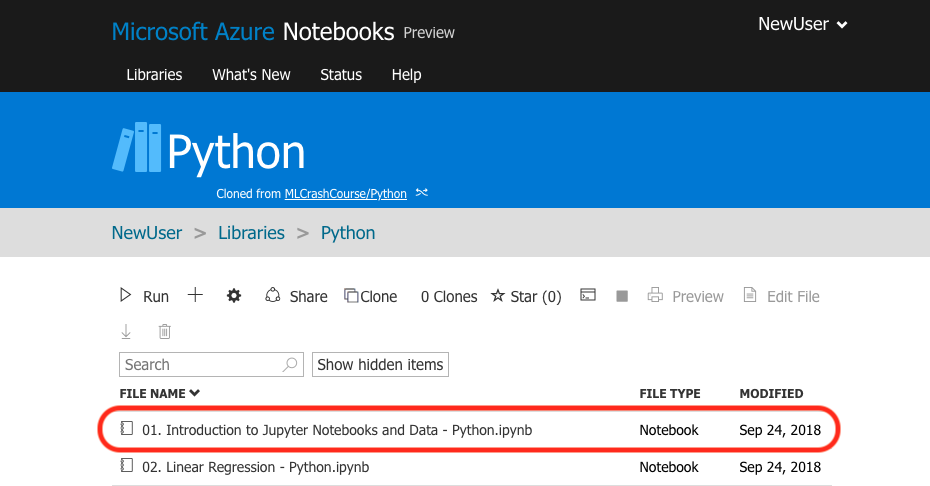 Microsoft Azure Notebooks Preview
NewUser
Libraries What's New Status Help
Python
Cloned from MLCrashCourse/Python
NewUser > Libraries > Python
Run Share Clone 0 Clones Star (0) Preview Edit File
Search Show hidden items
FILE NAME FILE TYPE MODIFIED
01. Introduction to Jupyter Notebooks and Data - Python.ipynb Notebook Sep 24, 2018
02. Linear Regression - Python.ipynb Notebook Sep 24, 2018